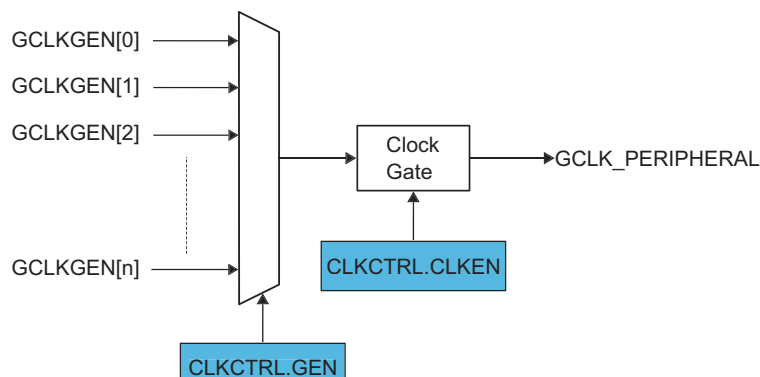 GCLKGEN[0]
GCLKGEN[1]
GCLKGEN[2]
GCLKGEN[n]
Clock
Gate
GCLK_PERIPHERAL
CLKCTRL.CLKEN
CLKCTRL.GEN